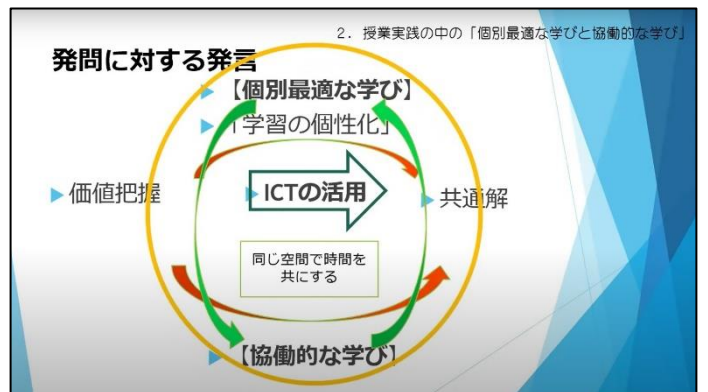 2. 授業実践の中の「個別最適な学びと協働的な学び」
発問に対する発言
【個別最適な学び】
「学習の個性化」
価値把握
ICTの活用
共通解
同じ空間で時間を
共にする
【協働的な学び】